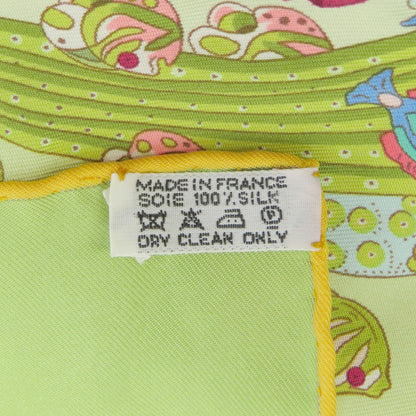 MADE IN FRANCE
SOIE 100% SILK
P
DRY CLEAN ONLY